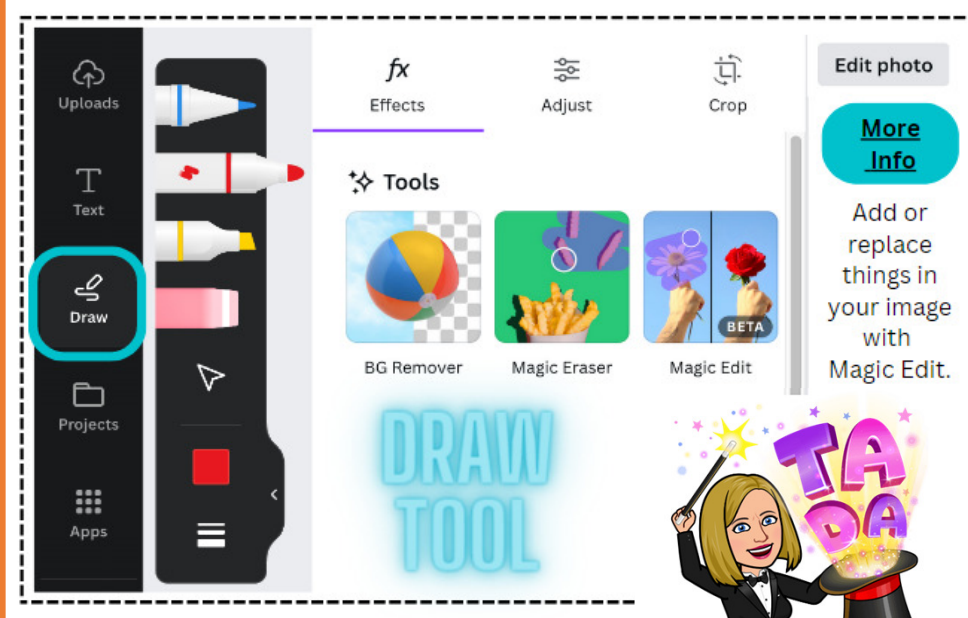 Uploads
Text
Draw
Projects
Apps
fx
Effects
Adjust
Crop
Tools
BG Remover
Magic Eraser
BETA
Magic Edit
DRAW
TOOL
Edit photo
More
Info
Add or
replace
things in
your image
with
Magic Edit.
TA
DA